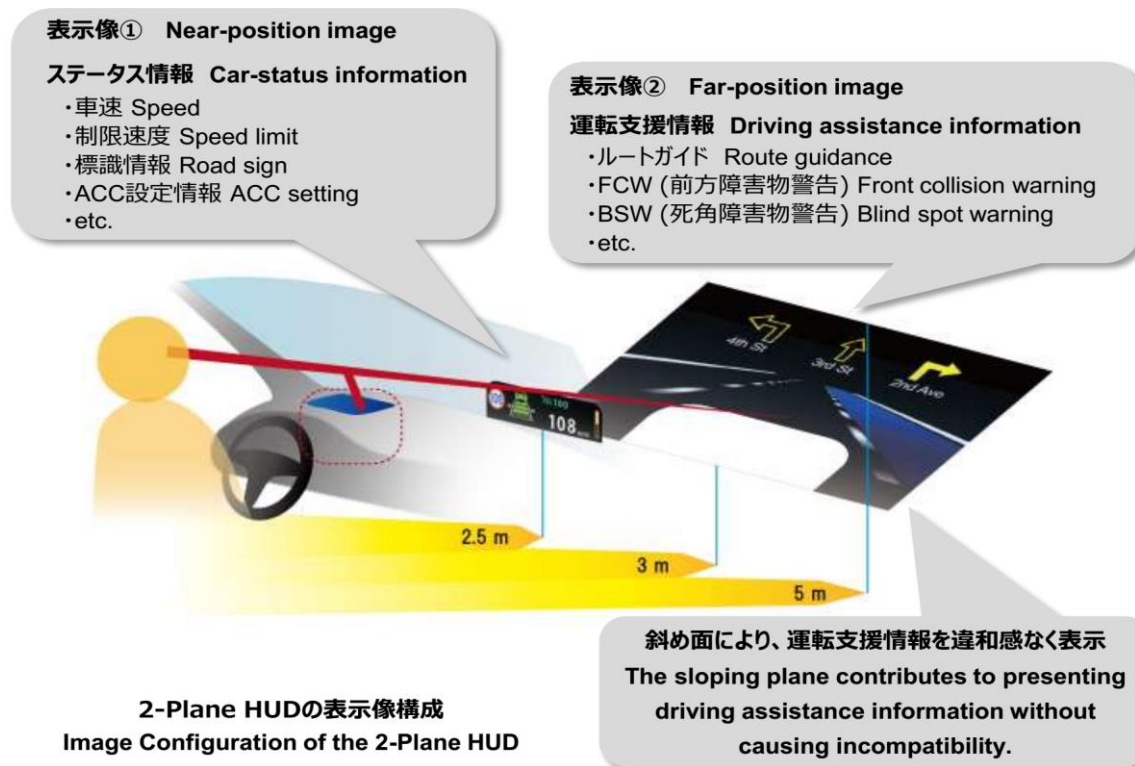 表示像① Near-position image
ステータス情報 Car-status information
・車速 Speed
・制限速度 Speed limit
・標識情報 Road sign
・ACC設定情報 ACC setting
・etc.
表示像② Far-position image
運転支援情報 Driving assistance information
・ルートガイド Route guidance
・FCW (前方障害物警告) Front collision warning
・BSW (死角障害物警告) Blind spot warning
・etc.
4th St
3rd St
2nd Ave
108
2.5 m
3 m
5 m
斜め面により、運転支援情報を違和感なく表示
The sloping plane contributes to presenting
driving assistance information without
causing incompatibility.
2-Plane HUDの表示像構成
Image Configuration of the 2-Plane HUD